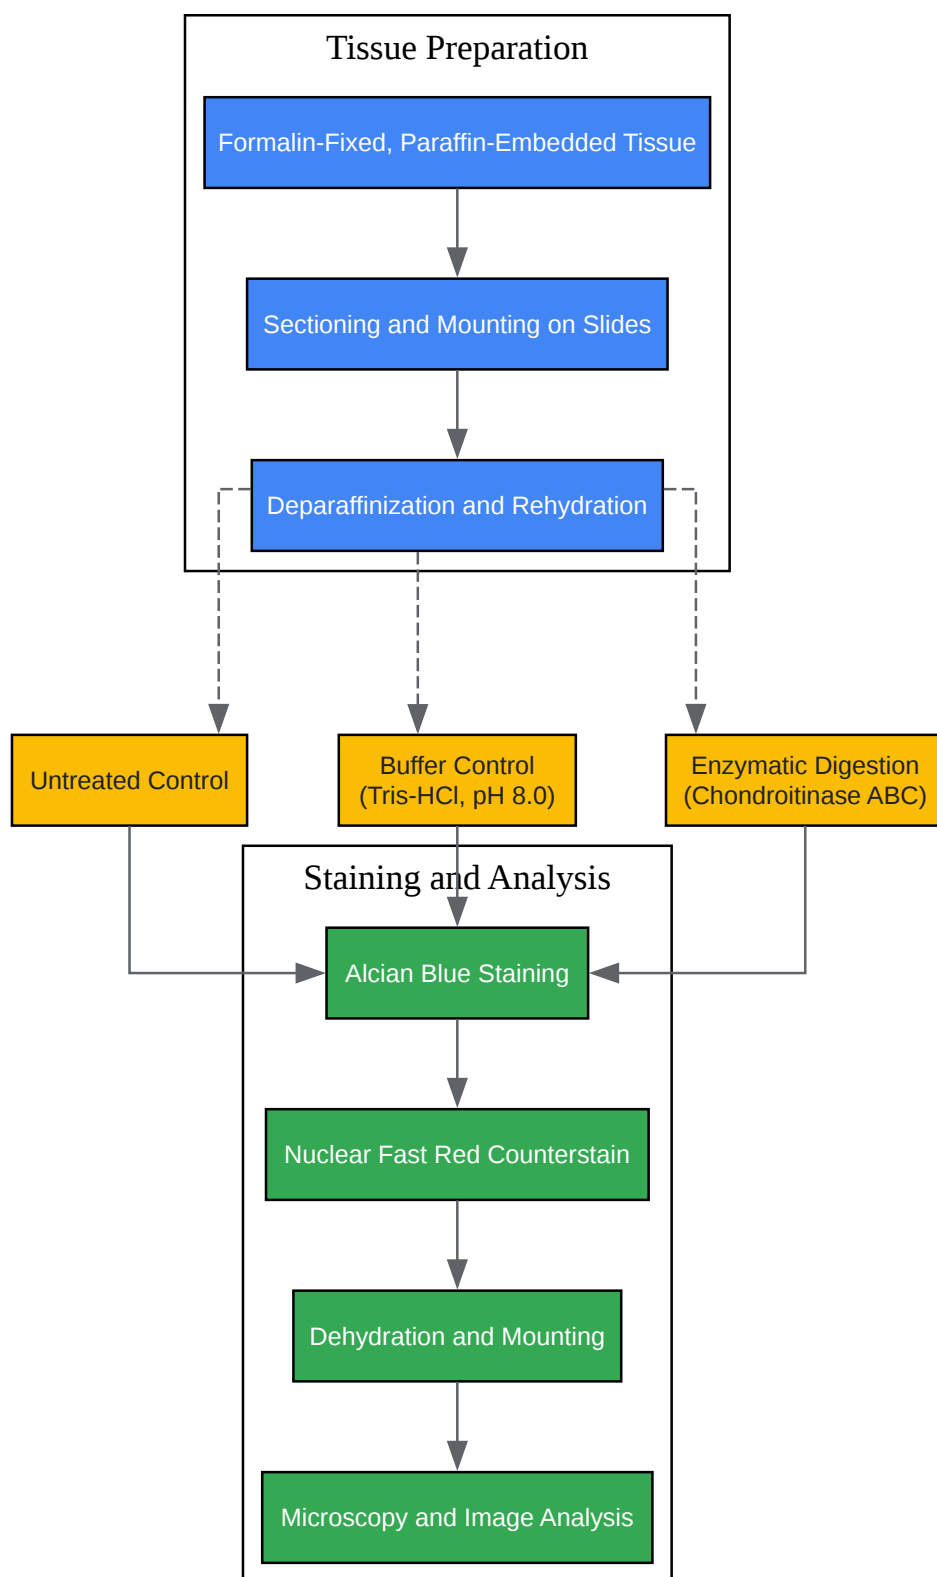 Tissue Preparation
Formalin-Fixed, Paraffin-Embedded Tissue
Sectioning and Mounting on Slides
Deparaffinization and Rehydration
Untreated Control
Buffer Control
(Tris-HCl, pH 8.0)
Enzymatic Digestion
(Chondroitinase ABC)
Staining and Analysis
Alcian Blue Staining
Nuclear Fast Red Counterstain
Dehydration and Mounting
Microscopy and Image Analysis